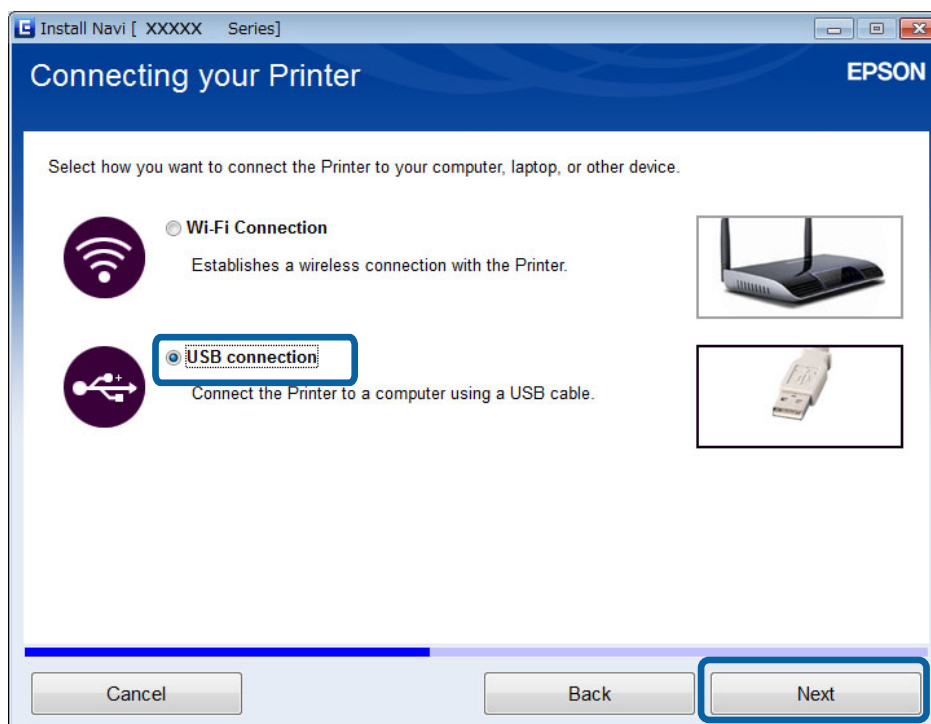 Install Navi [ XXXXX Series]
Connecting your Printer
EPSON
Select how you want to connect the Printer to your computer, laptop, or other device.
Wi-Fi Connection
Establishes a wireless connection with the Printer.
USB connection
Connect the Printer to a computer using a USB cable.
Cancel
Back
Next